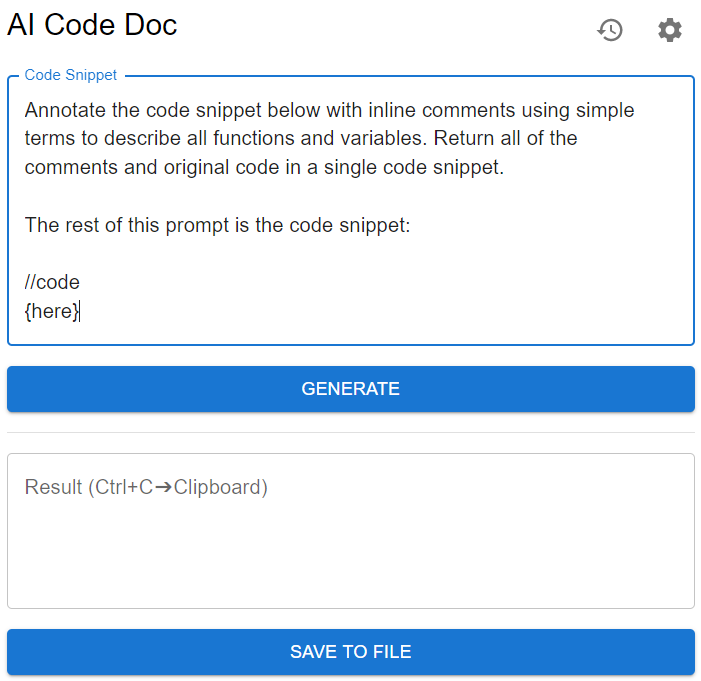 AI Code Doc
Code Snippet
Annotate the code snippet below with inline comments using simple
terms to describe all functions and variables. Return all of the
comments and original code in a single code snippet.
The rest of this prompt is the code snippet:
//code
{here}
GENERATE
Result (Ctrl+C➔Clipboard)
SAVE TO FILE